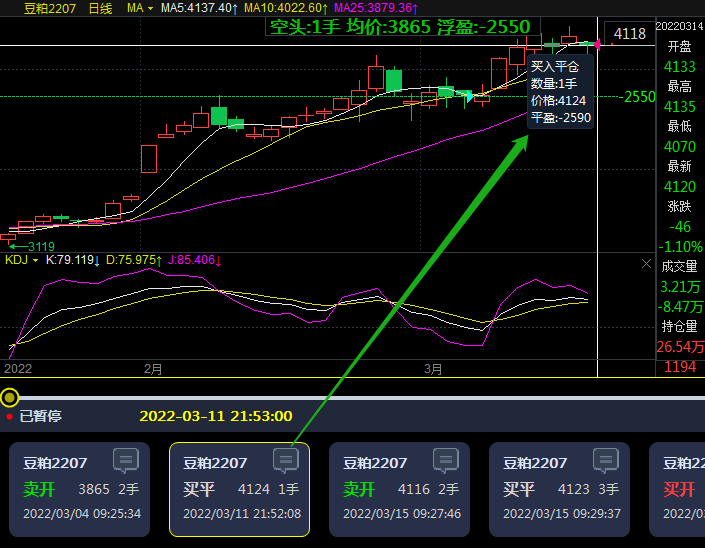 豆粕2207 日线 MA MA5:4137.40↑ MA10:4022.60↑ MA25:3879.36↑
空头:1手 均价:3865 浮盈:-2550
4118
20220314
开盘
4133
最高
4135
最低
4070
最新
4120
涨跌
-46
-1.10%
成交量
3.21万
-8.47万
持仓量
26.54万
1194
买入平仓
数量:1手
价格:4124
平盈:-2590
-2550
3119
KDJ K:79.119↓ D:75.975↑ J:85.406↓
2022 2月 3月
已暂停 2022-03-11 21:53:00
豆粕2207
卖开 3865 2手
2022/03/04 09:25:34
豆粕2207
买平 4124 1手
2022/03/11 21:52:08
豆粕2207
卖开 4116 2手
2022/03/15 09:27:46
豆粕2207
买平 4123 3手
2022/03/15 09:29:37
豆粕2
买开
2022/03